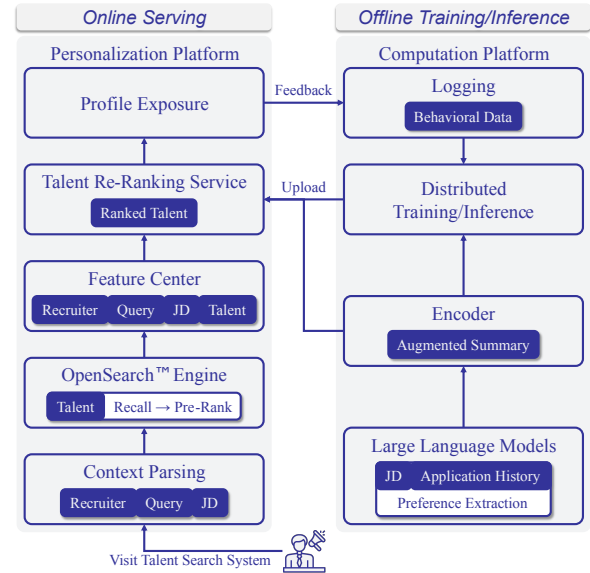 Online Serving
Personalization Platform
Profile Exposure
Talent Re-Ranking Service
Ranked Talent
Feature Center
Recruiter Query JD Talent
OpenSearch™ Engine
Talent Recall → Pre-Rank
Context Parsing
Recruiter Query JD
Visit Talent Search System
Feedback
Upload
Offline Training/Inference
Computation Platform
Logging
Behavioral Data
Distributed
Training/Inference
Encoder
Augmented Summary
Large Language Models
JD Application History
Preference Extraction